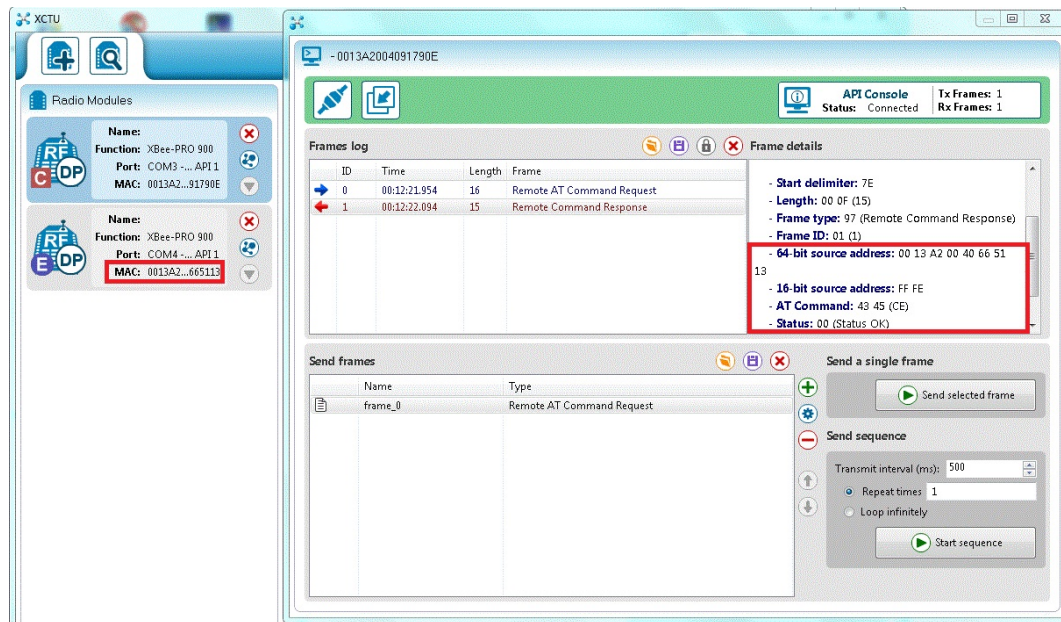 XCTU
Radio Modules
Name:
Function: XBee-PRO 900
Port: COM3 -... API 1
MAC: 0013A2...91790E
C
RF
DP
Name:
Function: XBee-PRO 900
Port: COM4 -... API 1
MAC: 0013A2...665113
E
RF
DP
- 0013A2004091790E
API Console
Status: Connected
Tx Frames: 1
Rx Frames: 1
Frames log
ID Time Length Frame
0 00:12:21.954 16 Remote AT Command Request
1 00:12:22.094 15 Remote Command Response
Frame details
- Start delimiter: 7E
- Length: 00 0F (15)
- Frame type: 97 (Remote Command Response)
- Frame ID: 01 (1)
- 64-bit source address: 00 13 A2 00 40 66 51
13
- 16-bit source address: FF FE
- AT Command: 43 45 (CE)
- Status: 00 (Status OK)
Send frames
Name Type
frame_0 Remote AT Command Request
Send a single frame
Send selected frame
Send sequence
Transmit interval (ms): 500
Repeat times 1
Loop infinitely
Start sequence